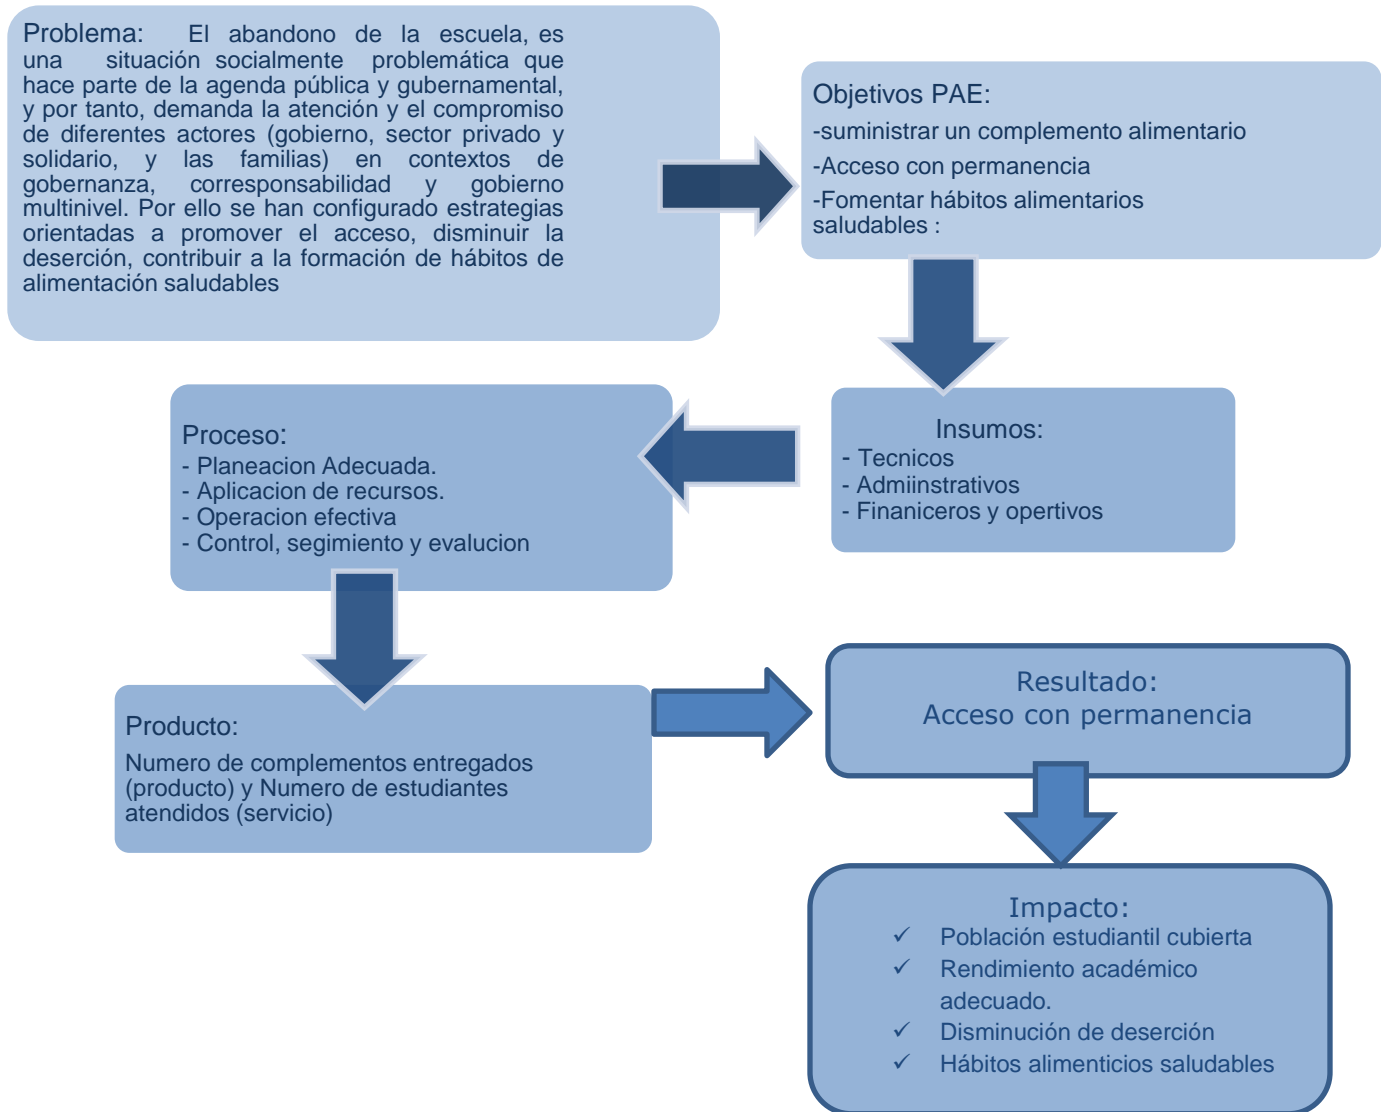 Problema: El abandono de la escuela, es
una situación socialmente problemática que
hace parte de la agenda pública y gubernamental,
y por tanto, demanda la atención y el compromiso
de diferentes actores (gobierno, sector privado y
solidario, y las familias) en contextos de
gobernanza, corresponsabilidad y gobierno
multinivel. Por ello se han configurado estrategias
orientadas a promover el acceso, disminuir la
deserción, contribuir a la formación de hábitos de
alimentación saludables
Objetivos PAE:
-suministrar un complemento alimentario
-Acceso con permanencia
-Fomentar hábitos alimentarios
saludables :
Insumos:
- Tecnicos
- Admiinstrativos
- Finaniceros y opertivos
Proceso:
- Planeacion Adecuada.
- Aplicacion de recursos.
- Operacion efectiva
- Control, segimiento y evalucion
Producto:
Numero de complementos entregados
(producto) y Numero de estudiantes
atendidos (servicio)
Resultado:
Acceso con permanencia
Impacto:
✓ Población estudiantil cubierta
✓ Rendimiento académico
adecuado.
✓ Disminución de deserción
✓ Hábitos alimenticios saludables